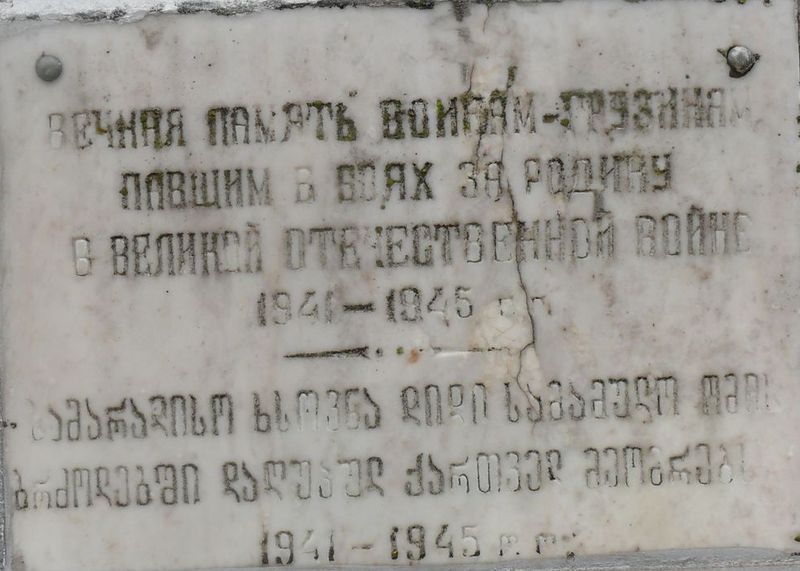 ВЕЧНАЯ ПАМЯТЬ ВОИНАМ-ГРУЗИНАМ
ПАВШИМ В БОЯХ ЗА РОДИНУ
В ВЕЛИКОЙ ОТЕЧЕСТВЕННОЙ ВОЙНЕ
1941-1945 г.г.
სამარადისო ხსოვნა დიდი სამამულო ომის
ბრძოლებში დაღუპულ ქართველ მეომრებს
1941-1945